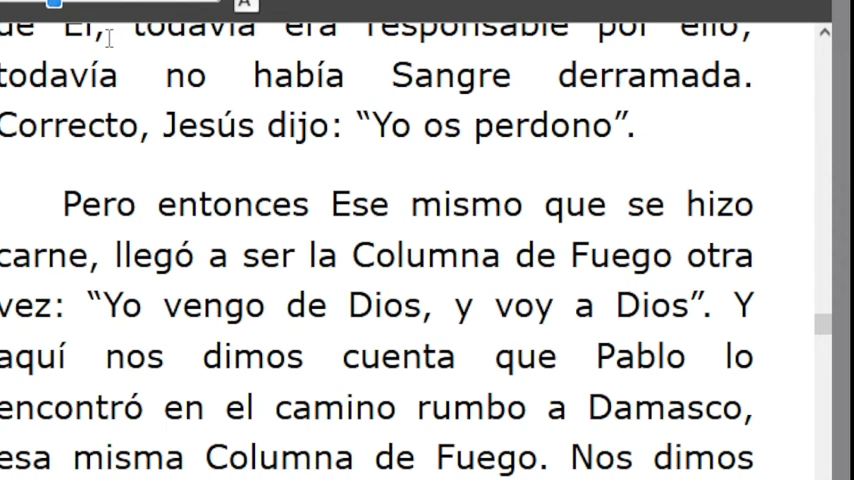 A
de Él, todavía era responsable por ello,
todavía no había Sangre derramada.
Correcto, Jesús dijo: “Yo os perdono”.
Pero entonces Ese mismo que se hizo
carne, llegó a ser la Columna de Fuego otra
vez: “Yo vengo de Dios, y voy a Dios”. Y
aquí nos dimos cuenta que Pablo lo
encontró en el camino rumbo a Damasco,
esa misma Columna de Fuego. Nos dimos